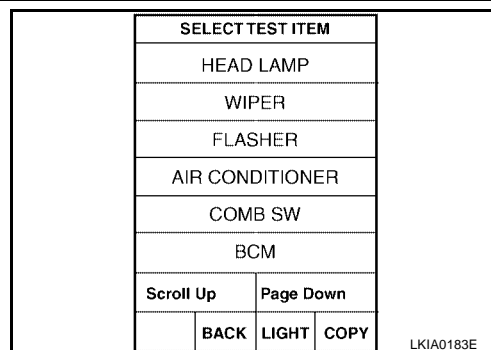 SELECT TEST ITEM
HEAD LAMP
WIPER
FLASHER
AIR CONDITIONER
COMB SW
BCM
Scroll Up Page Down
BACK LIGHT COPY
LKIA0183E